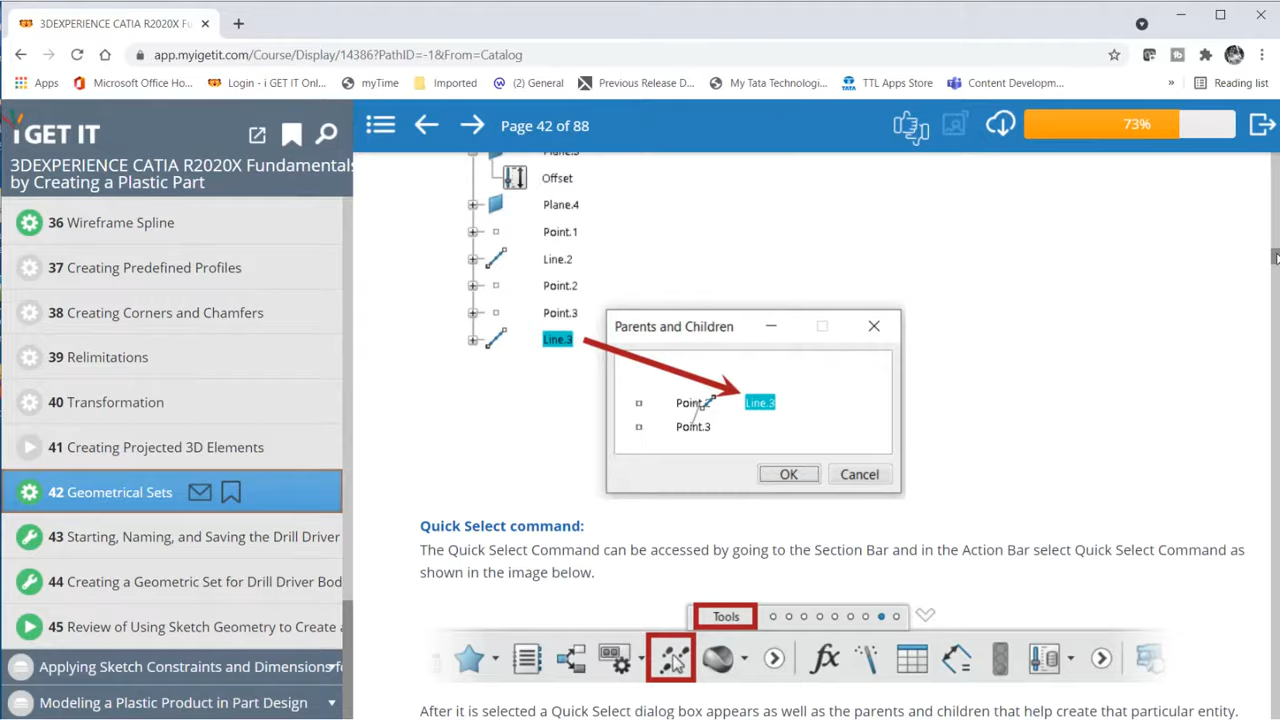 3DEXPERIENCE CATIA R2020X Fu
app.myigetit.com/Course/Display/14386?PathID=-1&From=Catalog
Apps
Microsoft Office Ho...
Login - i GET IT Onl...
myTime
Imported
(2) General
Previous Release D...
My Tata Technologi...
TATA
TTL Apps Store
Content Developm...
»
Reading list
iGET IT
Page 42 of 88
73%
3DEXPERIENCE CATIA R2020X Fundamentals
by Creating a Plastic Part
36 Wireframe Spline
37 Creating Predefined Profiles
38 Creating Corners and Chamfers
39 Relimitations
40 Transformation
41 Creating Projected 3D Elements
42 Geometrical Sets
43 Starting, Naming, and Saving the Drill Driver
44 Creating a Geometric Set for Drill Driver Bod
45 Review of Using Sketch Geometry to Create a
Applying Sketch Constraints and Dimensions f
Modeling a Plastic Product in Part Design
Plane.3
Offset
Plane.4
Point.1
Line.2
Point.2
Point.3
Line.3
Parents and Children
Point.2
Line.3
Point.3
OK
Cancel
Quick Select command:
The Quick Select Command can be accessed by going to the Section Bar and in the Action Bar select Quick Select Command as
shown in the image below.
Tools
fx
After it is selected a Quick Select dialog box appears as well as the parents and children that help create that particular entity.